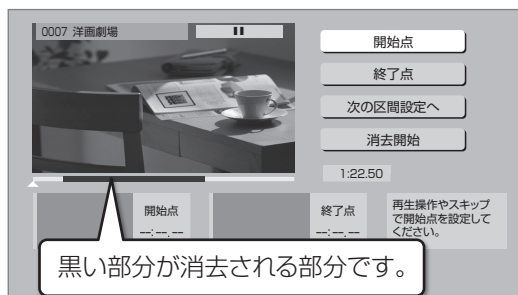 0007 洋画劇場
開始点
終了点
次の区間設定へ
消去開始
1:22.50
開始点
--:--.--
終了点
--:--.--
再生操作やスキップ
で開始点を設定して
ください。
黒い部分が消去される部分です。